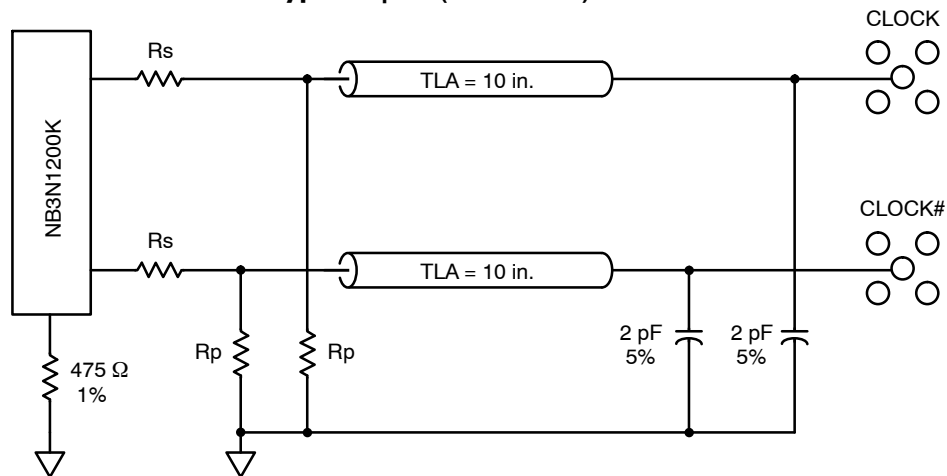 CLOCK
Rs
TLA = 10 in.
NB3N1200K
CLOCK#
Rs
TLA = 10 in.
Rp
Rp
2 pF
5%
2 pF
5%
475 Ω
1%